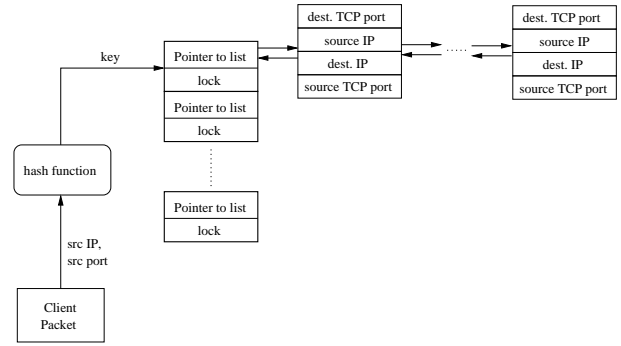 dest. TCP port
source IP
dest. IP
source TCP port
dest. TCP port
source IP
dest. IP
source TCP port
.....
key
Pointer to list
lock
Pointer to list
lock
Pointer to list
lock
hash function
src IP,
src port
Client
Packet